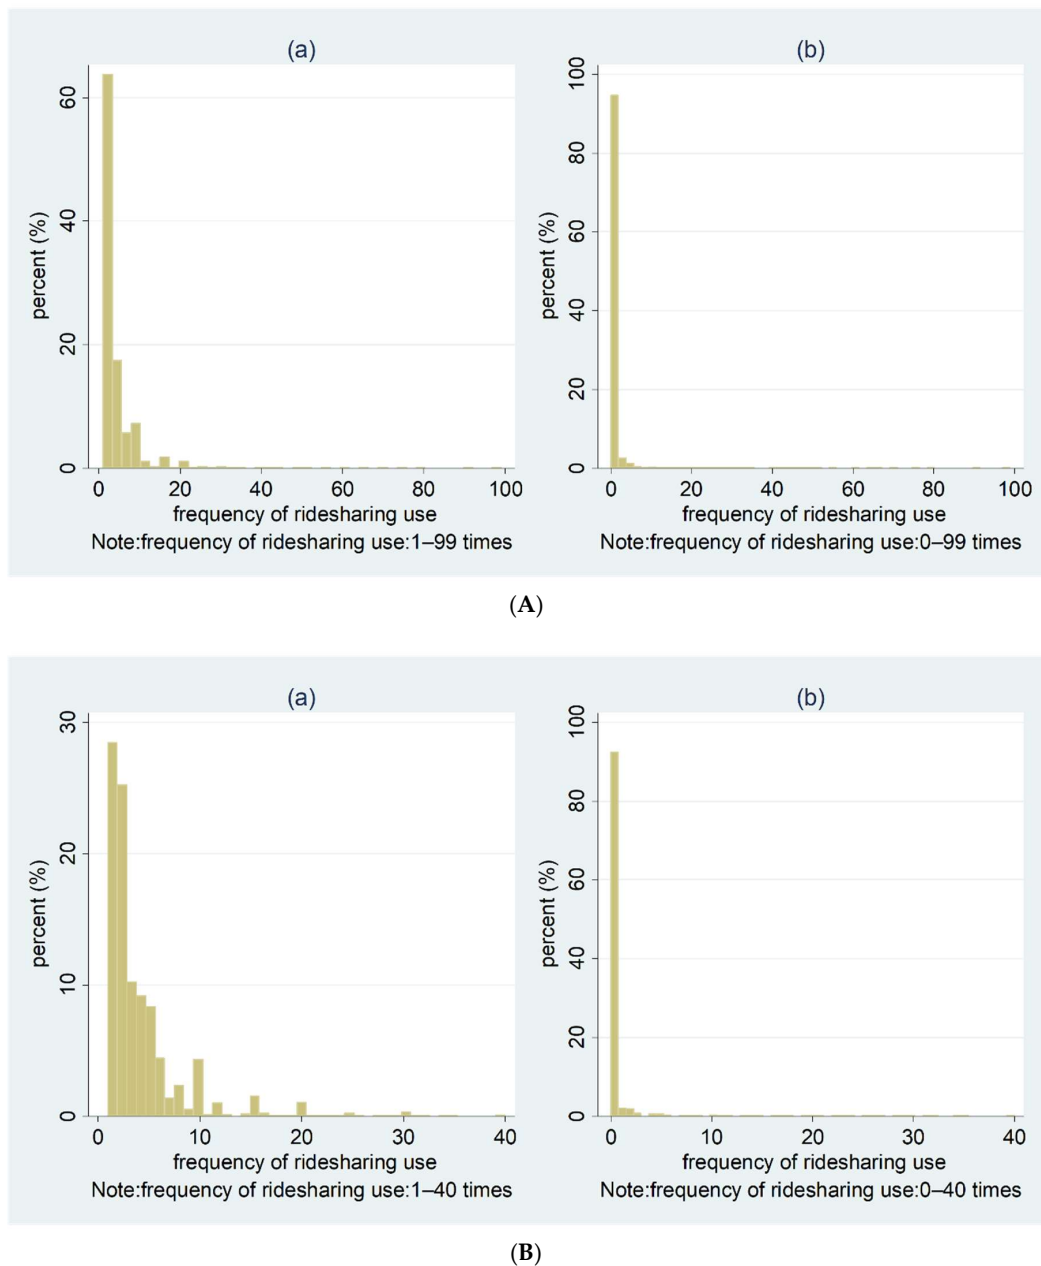 (a)
percent (%)
60
40
20
0
0 20 40 60 80 100
frequency of ridesharing use
Note:frequency of ridesharing use:1–99 times
(b)
percent (%)
100
80
60
40
20
0
0 20 40 60 80 100
frequency of ridesharing use
Note:frequency of ridesharing use:0–99 times
(A)
(a)
percent (%)
30
20
10
0
0 10 20 30 40
frequency of ridesharing use
Note:frequency of ridesharing use:1–40 times
(b)
percent (%)
100
80
60
40
20
0
0 10 20 30 40
frequency of ridesharing use
Note:frequency of ridesharing use:0–40 times
(B)